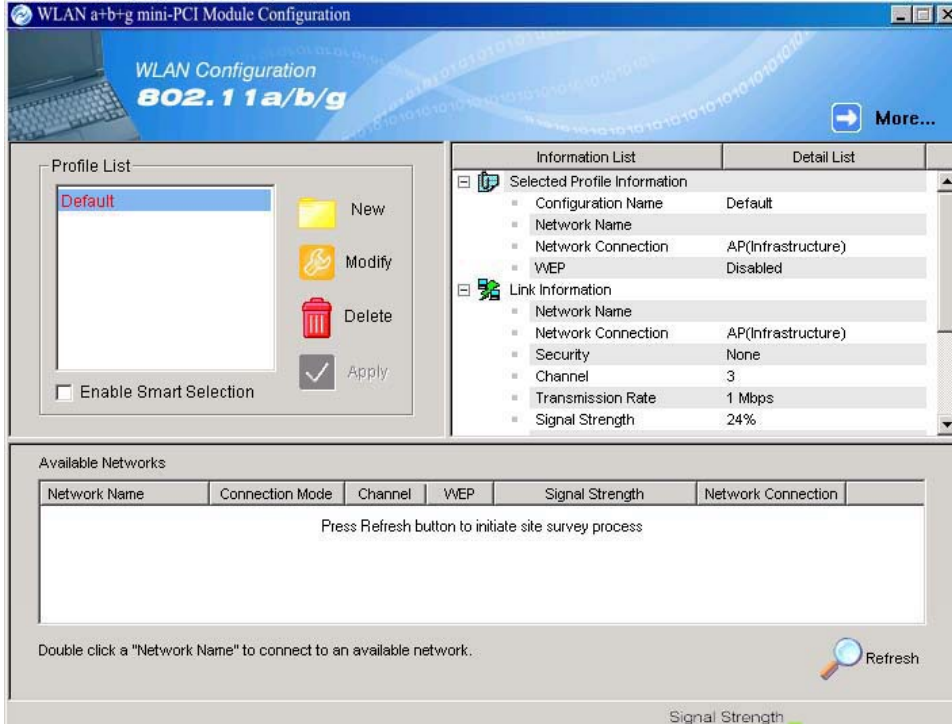 WLAN a+b+g mini-PCI Module Configuration
WLAN Configuration
802.11a/b/g
More...
Profile List
Default
New
Modify
Delete
Apply
Enable Smart Selection
Information List Detail List
Selected Profile Information
Configuration Name Default
Network Name
Network Connection AP(Infrastructure)
WEP Disabled
Link Information
Network Name
Network Connection AP(Infrastructure)
Security None
Channel 3
Transmission Rate 1 Mbps
Signal Strength 24%
Available Networks
Network Name Connection Mode Channel WEP Signal Strength Network Connection
Press Refresh button to initiate site survey process
Double click a "Network Name" to connect to an available network.
Refresh
Signal Strength